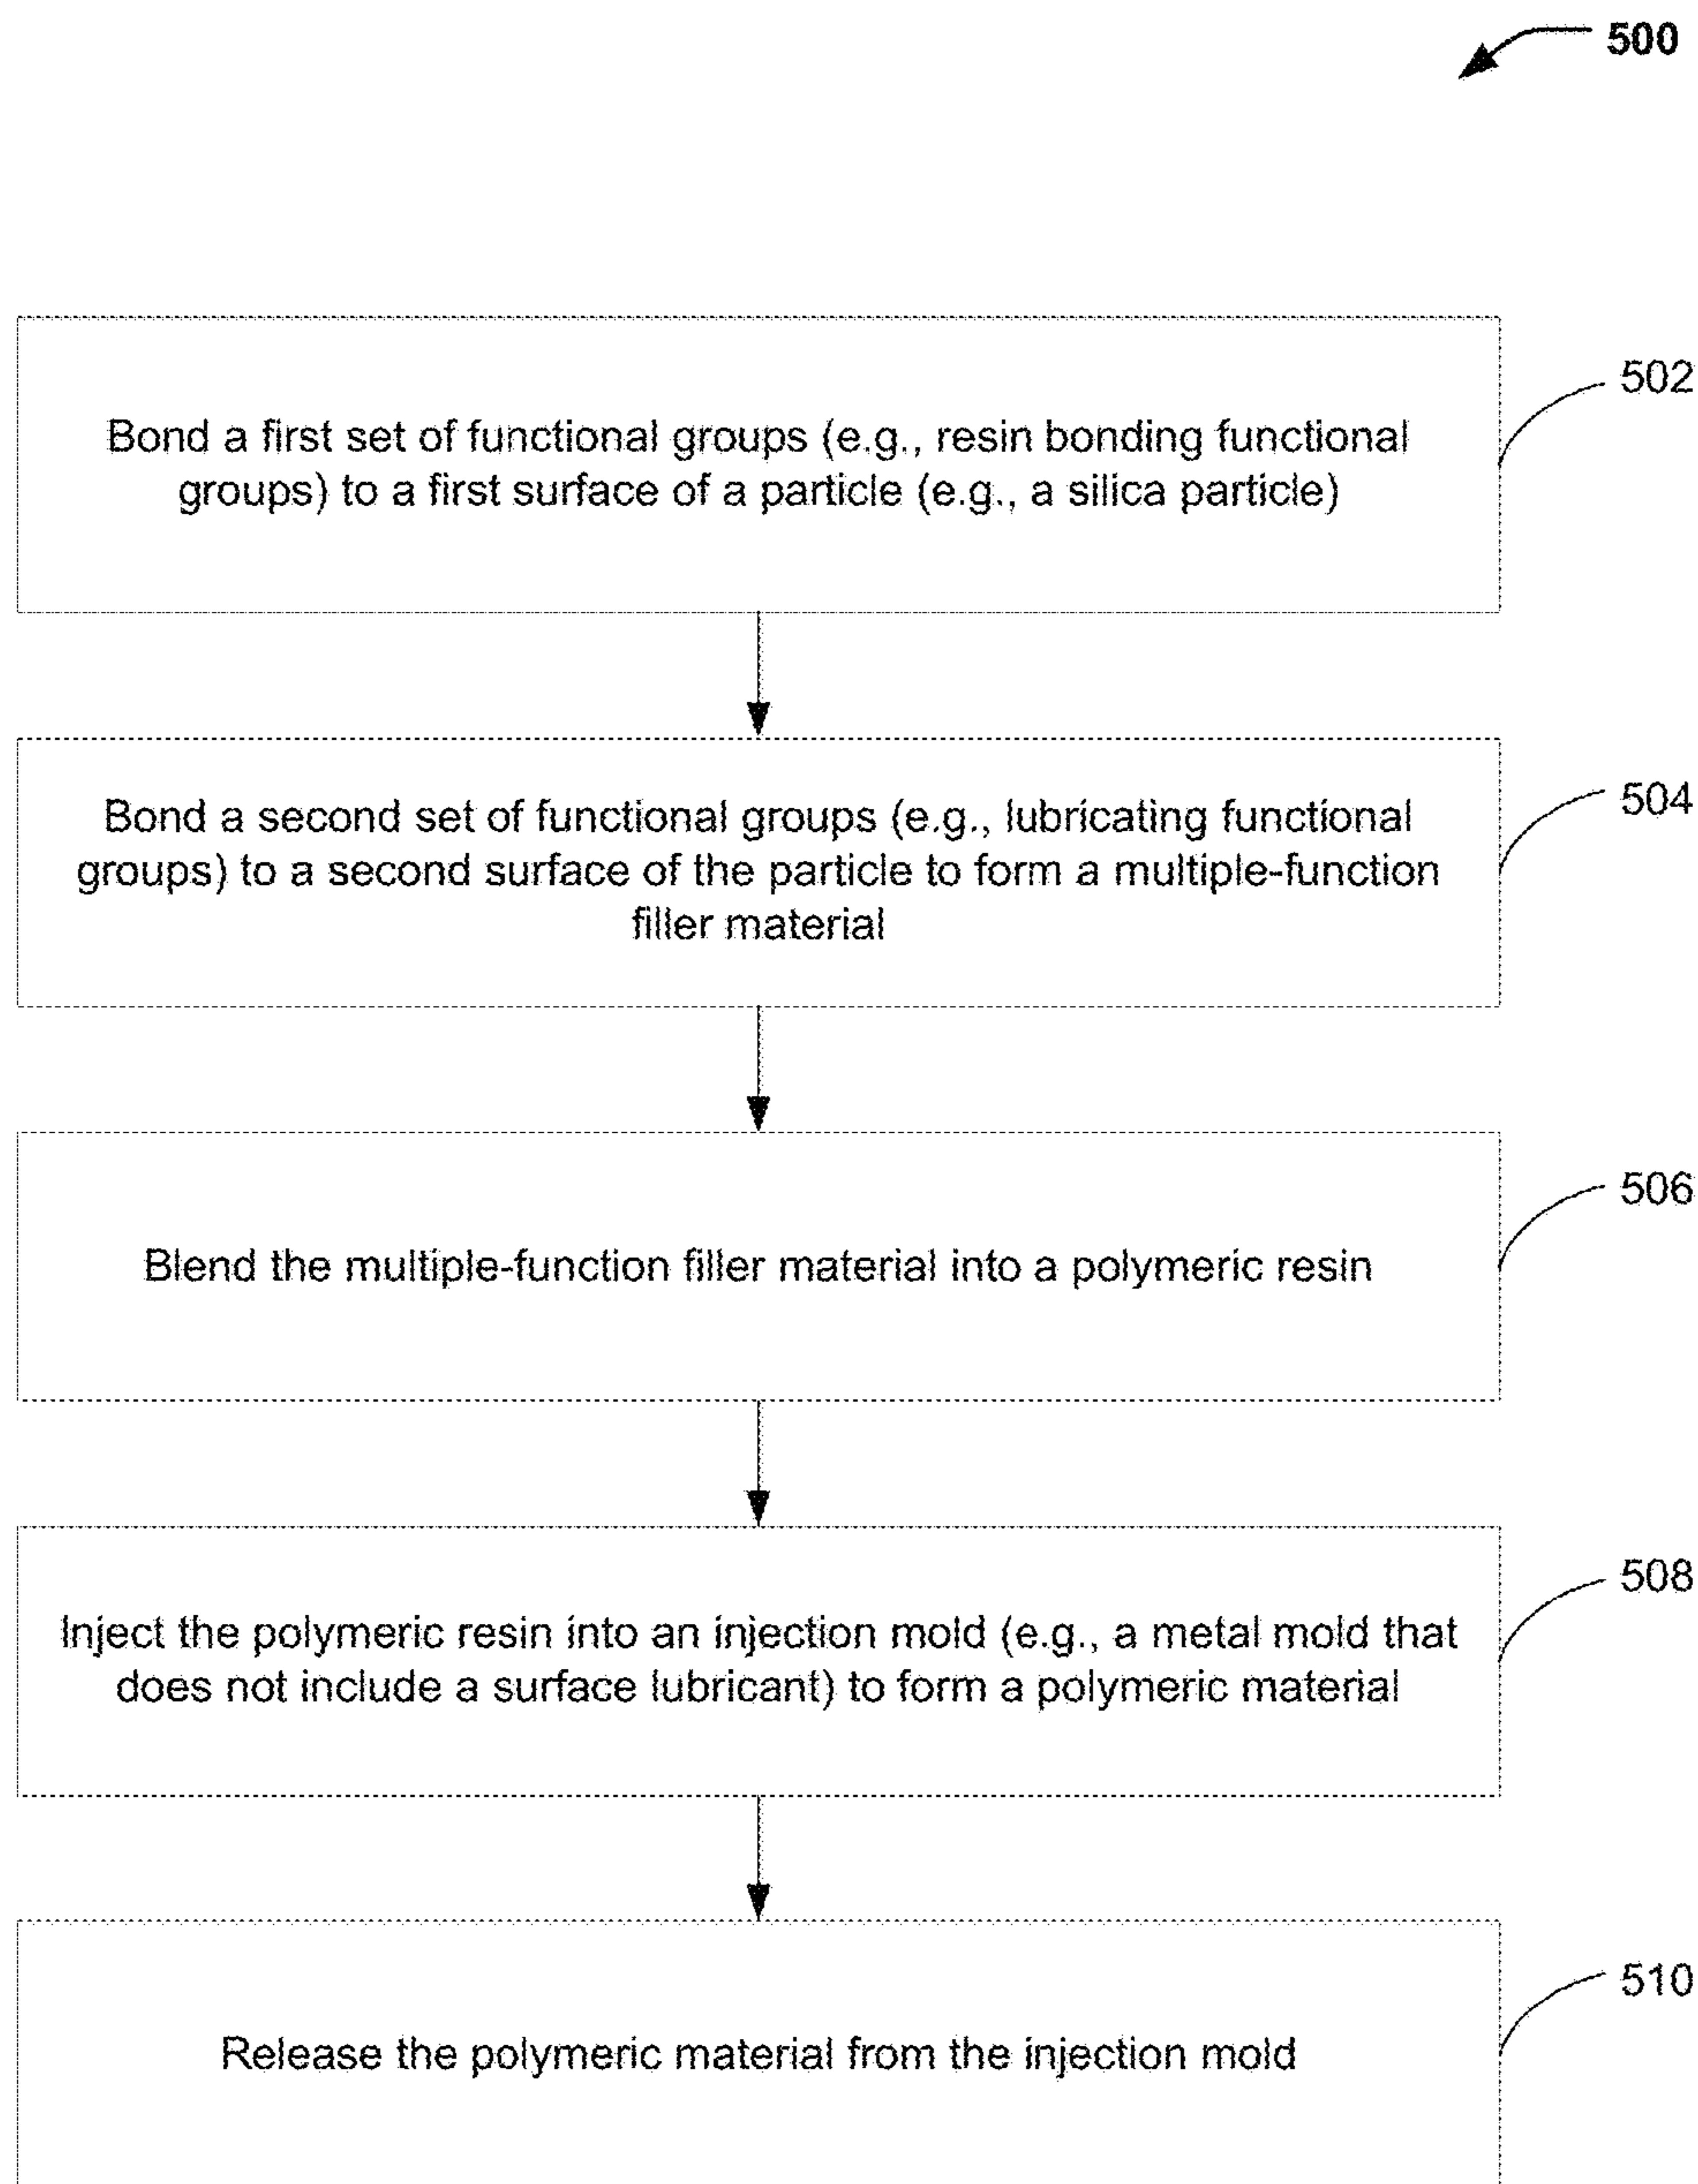 500
Bond a first set of functional groups (e.g., resin bonding functional
groups) to a first surface of a particle (e.g., a silica particle)
502
Bond a second set of functional groups (e.g., lubricating functional
groups) to a second surface of the particle to form a multiple-function
filler material
504
Blend the multiple-function filler material into a polymeric resin
506
Inject the polymeric resin into an injection mold (e.g., a metal mold that
does not include a surface lubricant) to form a polymeric material
508
Release the polymeric material from the injection mold
510